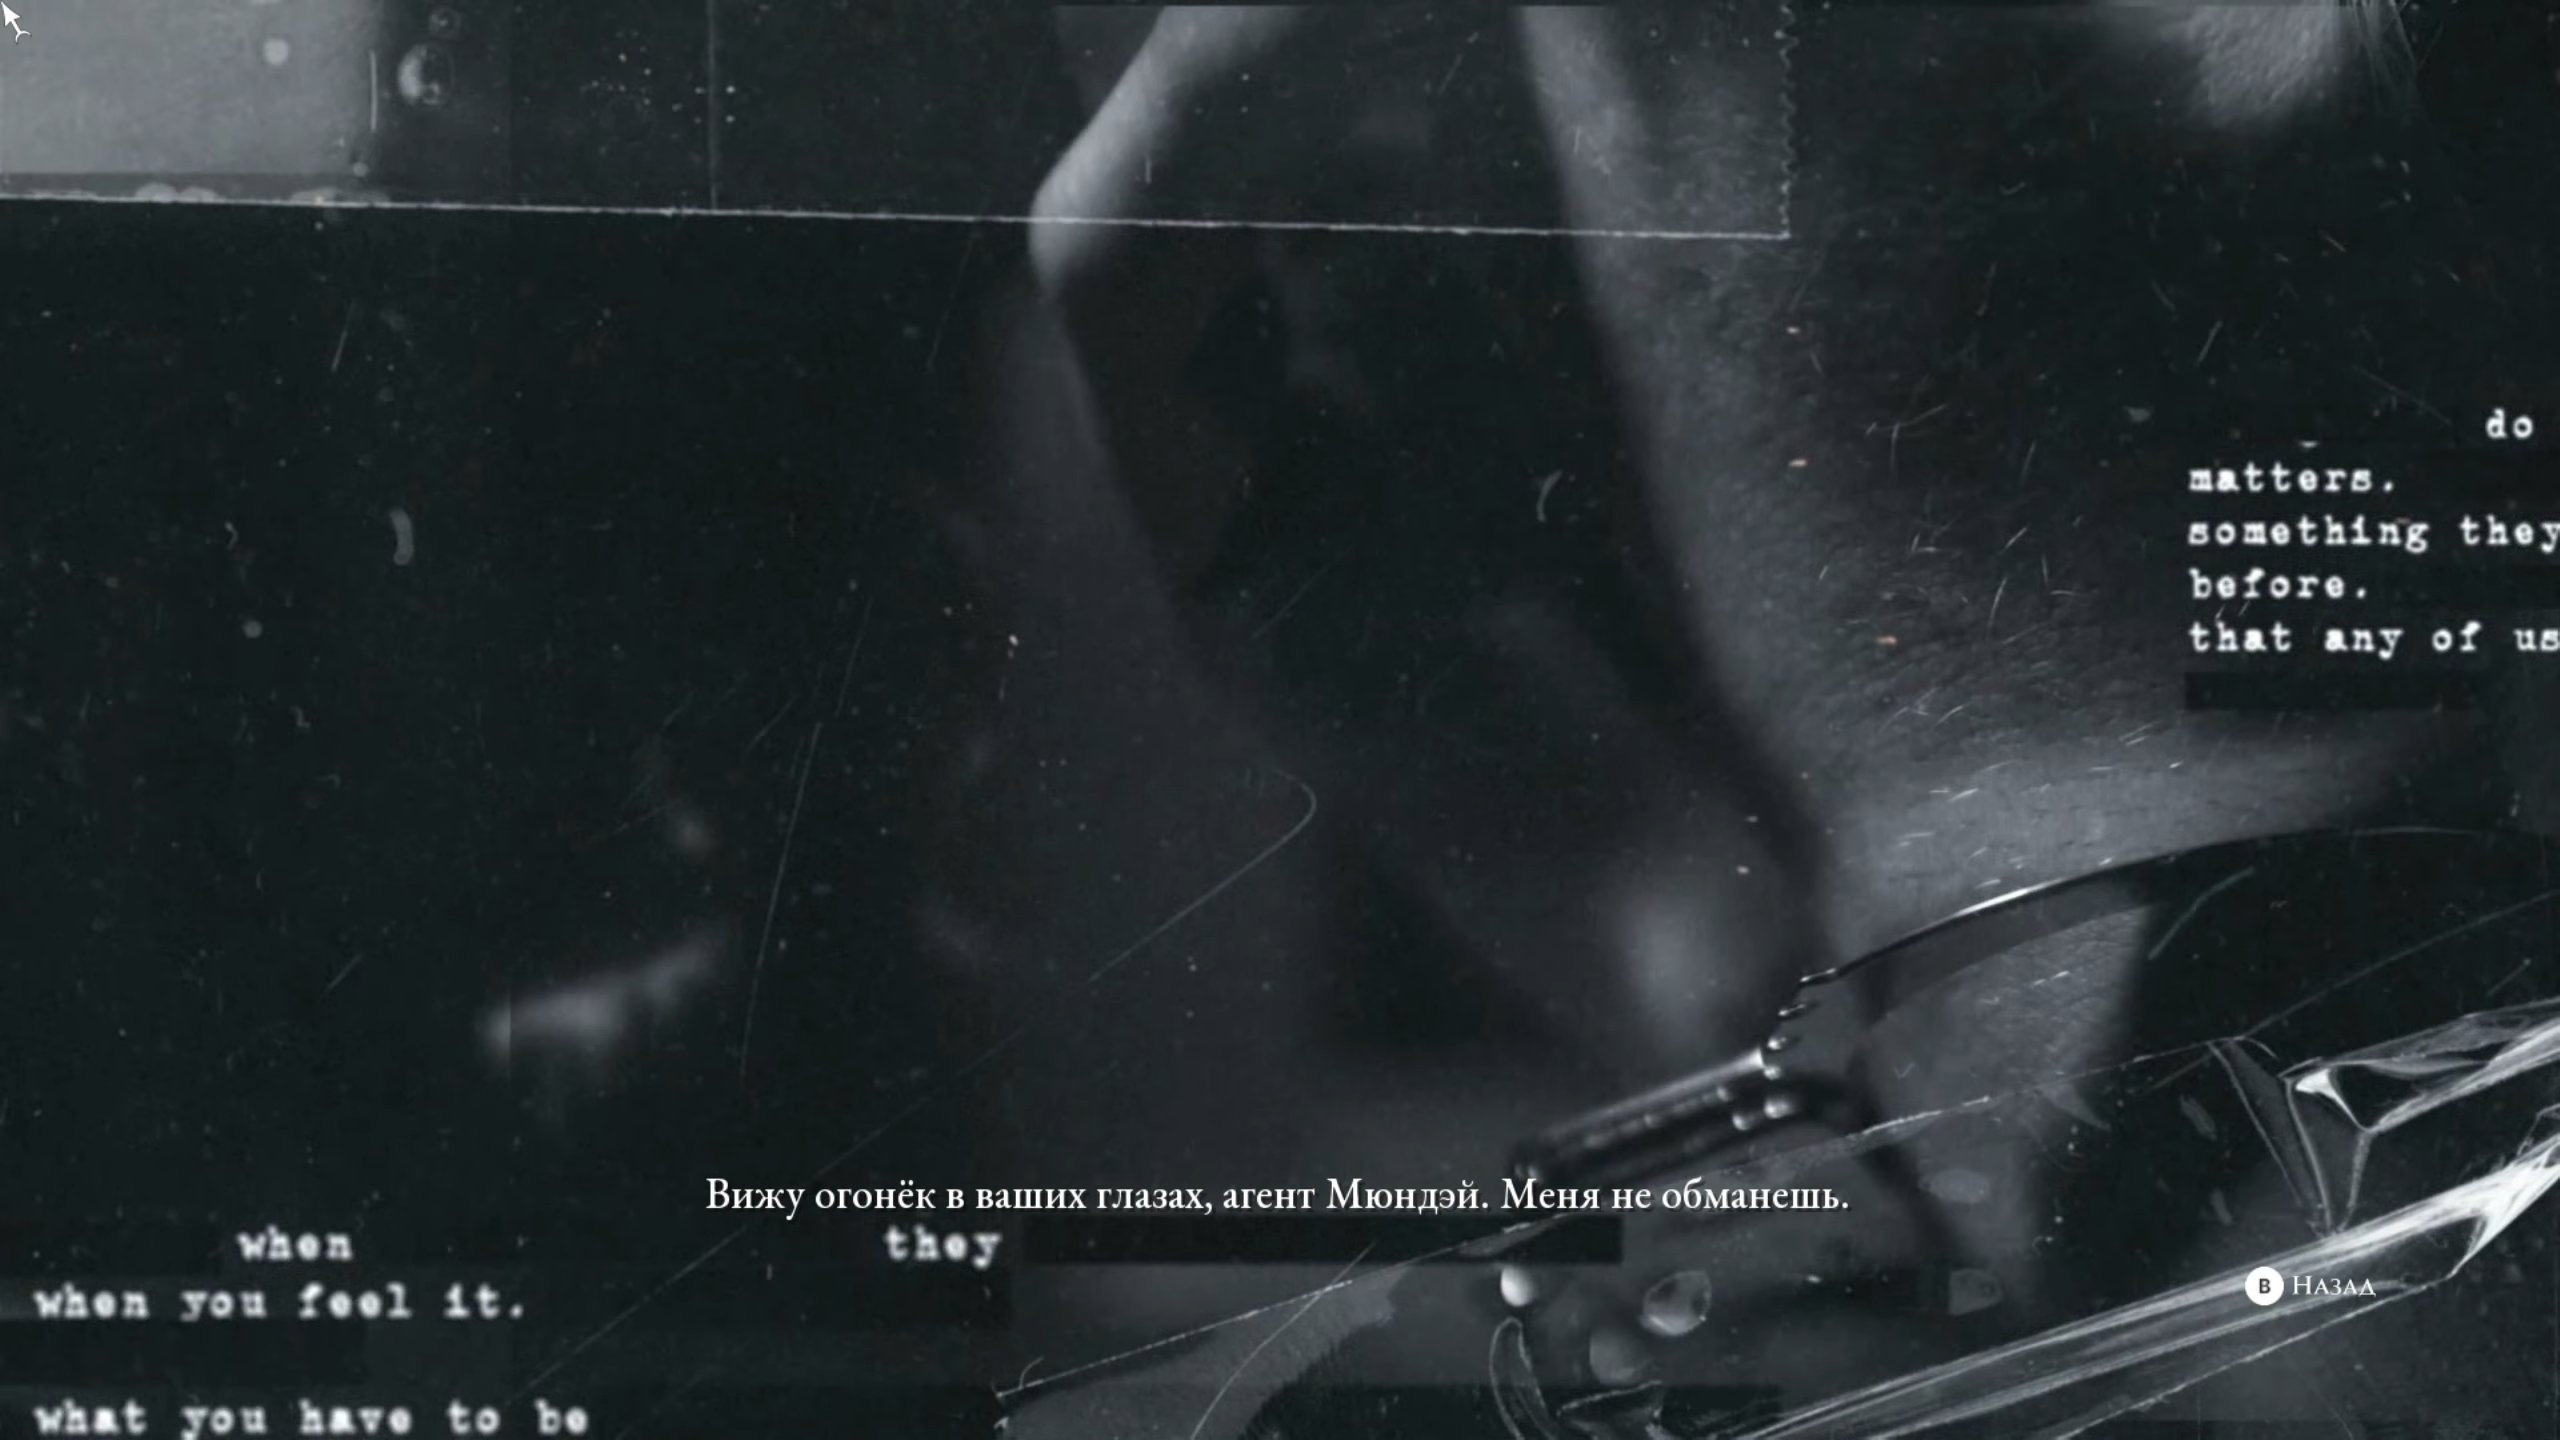 do
matters.
something they
before.
that any of us
Вижу огонёк в ваших глазах, агент Мюндэй. Меня не обманешь.
when they
when you feel it.
B Назад
what you have to be